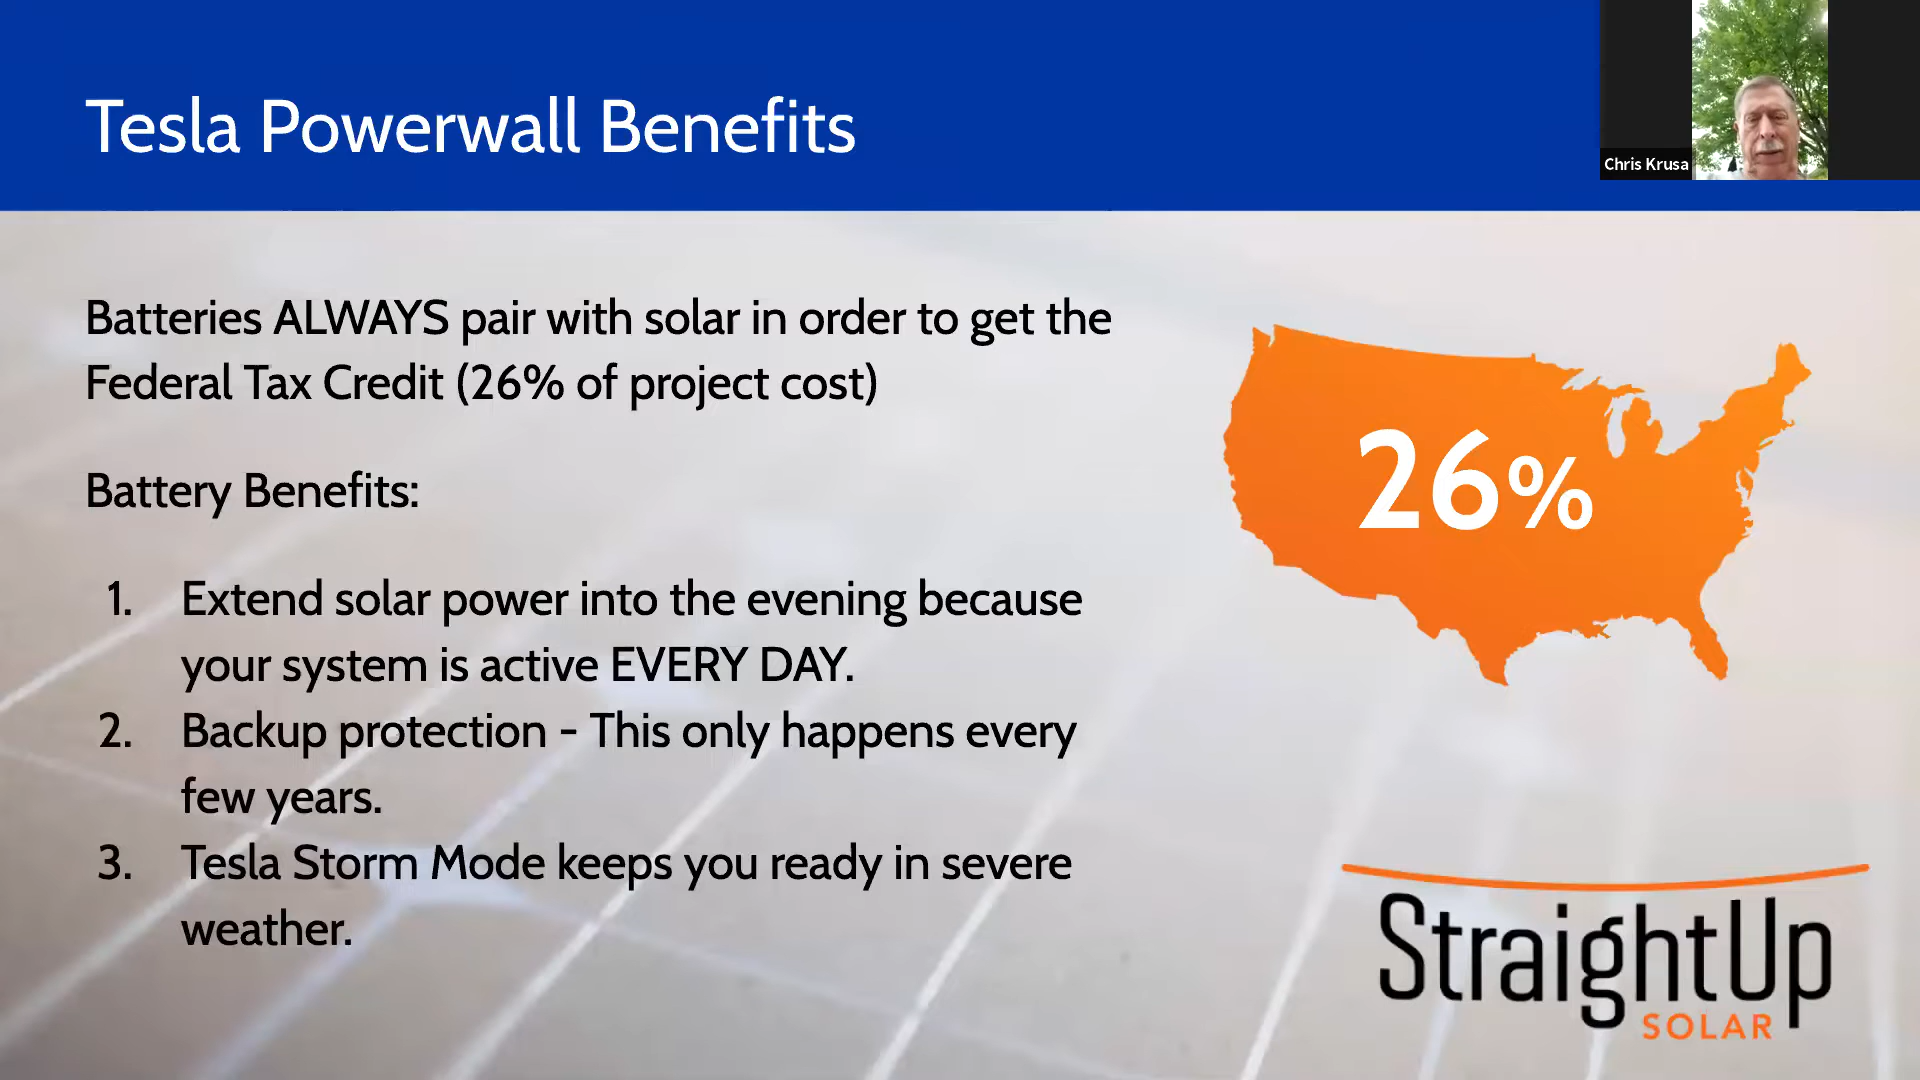 Tesla Powerwall Benefits
Chris Krusa
Batteries ALWAYS pair with solar in order to get the
Federal Tax Credit (26% of project cost)
Battery Benefits:
1. Extend solar power into the evening because
your system is active EVERY DAY.
2. Backup protection - This only happens every
few years.
3. Tesla Storm Mode keeps you ready in severe
weather.
26%
StraightUp
SOLAR